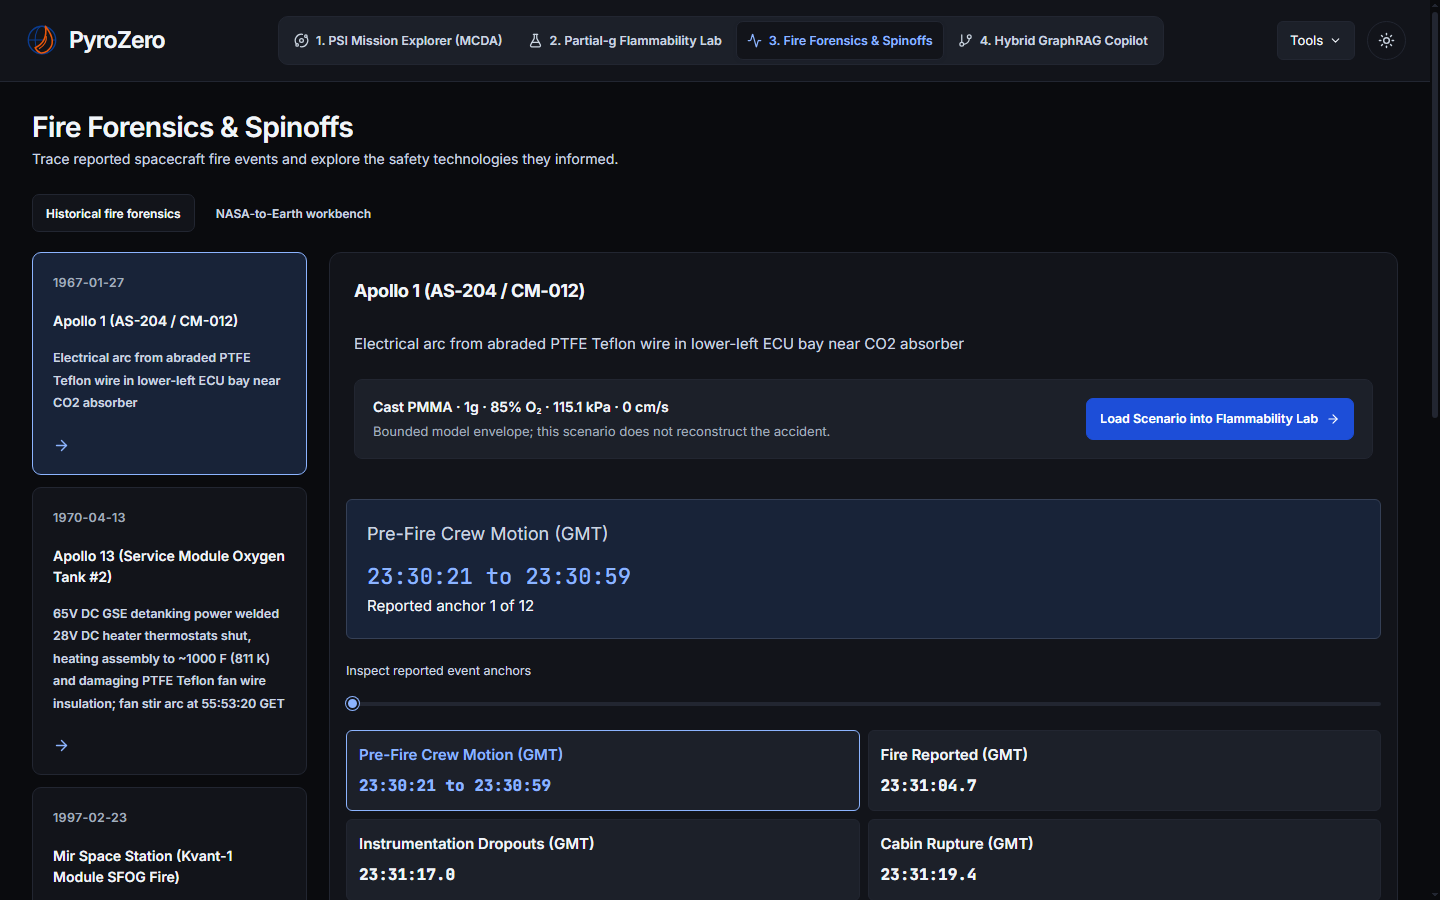 PyroZero
1. PSI Mission Explorer (MCDA)
2. Partial-g Flammability Lab
3. Fire Forensics & Spinoffs
4. Hybrid GraphRAG Copilot
Tools
Fire Forensics & Spinoffs
Trace reported spacecraft fire events and explore the safety technologies they informed.
Historical fire forensics
NASA-to-Earth workbench
1967-01-27
Apollo 1 (AS-204 / CM-012)
Electrical arc from abraded PTFE
Teflon wire in lower-left ECU bay near
CO2 absorber
1970-04-13
Apollo 13 (Service Module Oxygen
Tank #2)
65V DC GSE detanking power welded
28V DC heater thermostats shut,
heating assembly to ~1000 F (811 K)
and damaging PTFE Teflon fan wire
insulation; fan stir arc at 55:53:20 GET
1997-02-23
Mir Space Station (Kvant-1
Module SFOG Fire)
Apollo 1 (AS-204 / CM-012)
Electrical arc from abraded PTFE Teflon wire in lower-left ECU bay near CO2 absorber
Cast PMMA · 1g · 85% O₂ · 115.1 kPa · 0 cm/s
Bounded model envelope; this scenario does not reconstruct the accident.
Load Scenario into Flammability Lab
Pre-Fire Crew Motion (GMT)
23:30:21 to 23:30:59
Reported anchor 1 of 12
Inspect reported event anchors
Pre-Fire Crew Motion (GMT)
23:30:21 to 23:30:59
Fire Reported (GMT)
23:31:04.7
Instrumentation Dropouts (GMT)
23:31:17.0
Cabin Rupture (GMT)
23:31:19.4